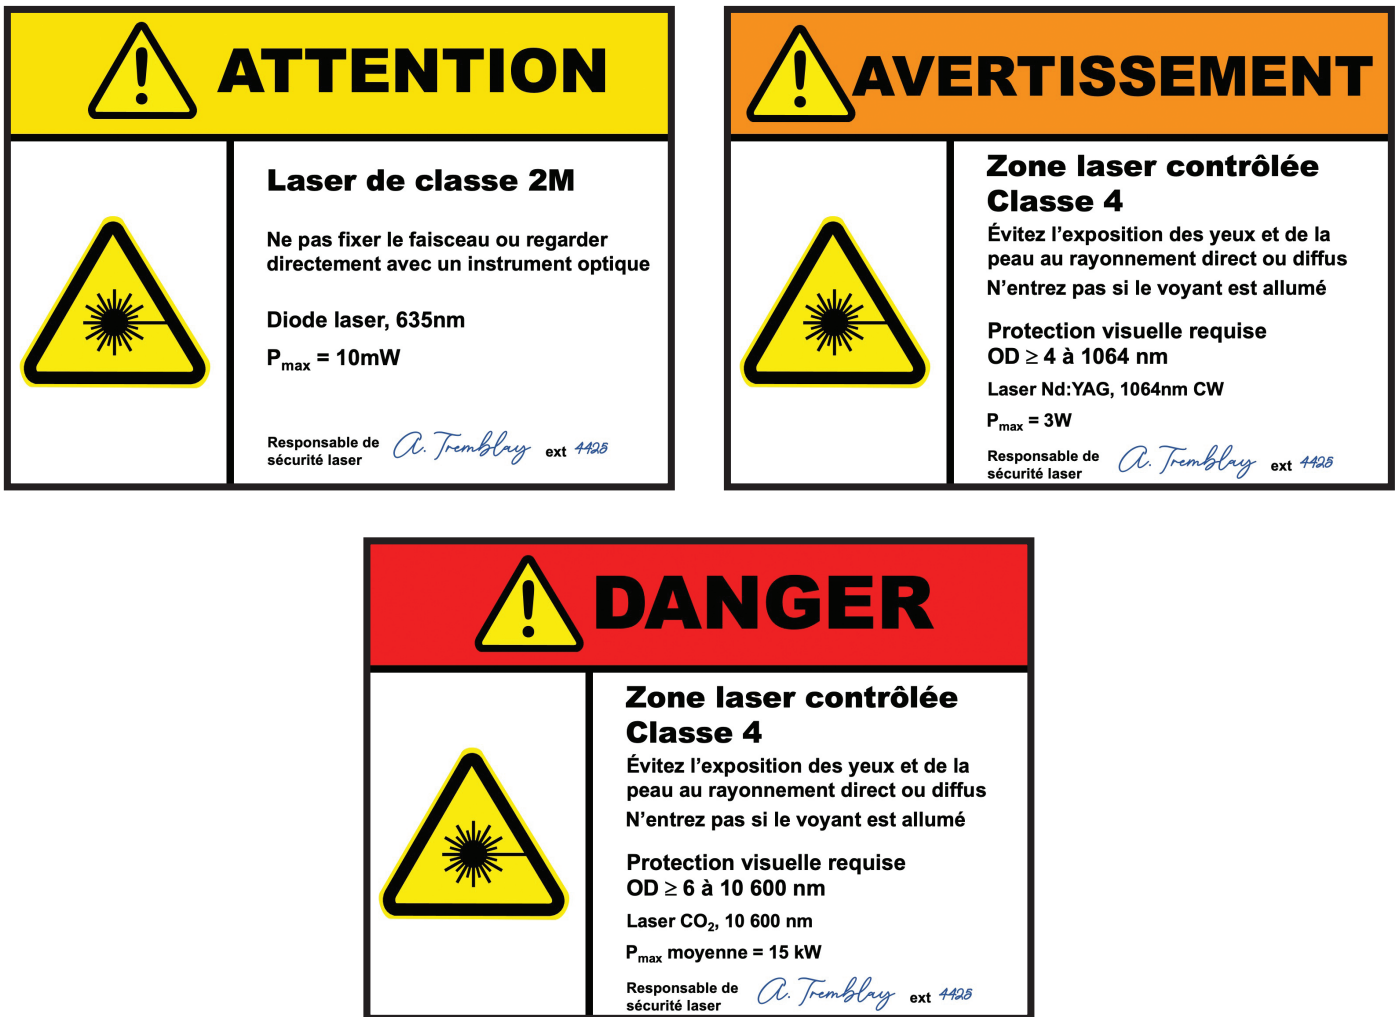 ATTENTION
Laser de classe 2M
Ne pas fixer le faisceau ou regarder
directement avec un instrument optique
Diode laser, 635nm
Pmax = 10mW
Responsable de
sécurité laser
A. Tremblay ext 4425
AVERTISSEMENT
Zone laser contrôlée
Classe 4
Évitez l’exposition des yeux et de la
peau au rayonnement direct ou diffus
N’entrez pas si le voyant est allumé
Protection visuelle requise
OD ≥ 4 à 1064 nm
Laser Nd:YAG, 1064nm CW
Pmax = 3W
Responsable de
sécurité laser
A. Tremblay ext 4425
DANGER
Zone laser contrôlée
Classe 4
Évitez l’exposition des yeux et de la
peau au rayonnement direct ou diffus
N’entrez pas si le voyant est allumé
Protection visuelle requise
OD ≥ 6 à 10 600 nm
Laser CO₂, 10 600 nm
Pmax moyenne = 15 kW
Responsable de
sécurité laser
A. Tremblay ext 4425